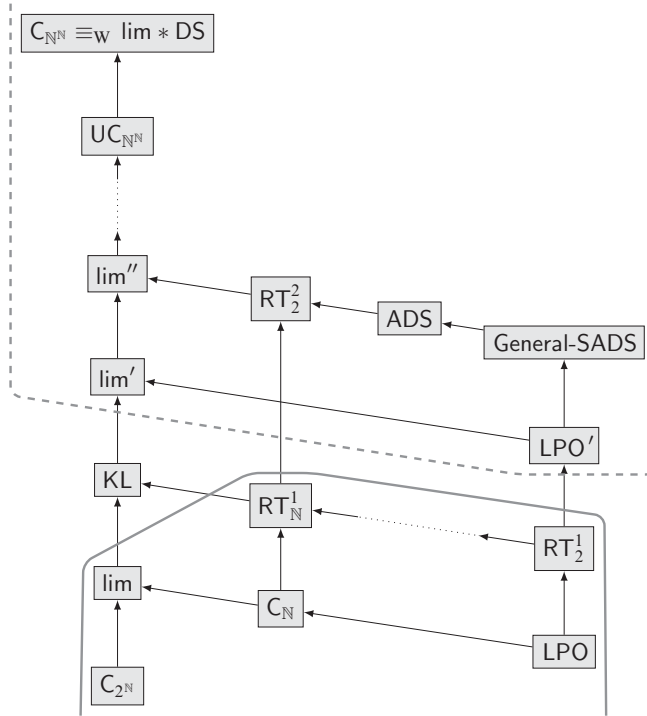 C_{ℕ^ℕ} ≡_W lim ∗ DS
UC_{ℕ^ℕ}
lim′′
RT^2_2
ADS
General-SADS
lim′
LPO′
KL
RT^1_ℕ
RT^1_2
lim
C_ℕ
LPO
C_{2^ℕ}